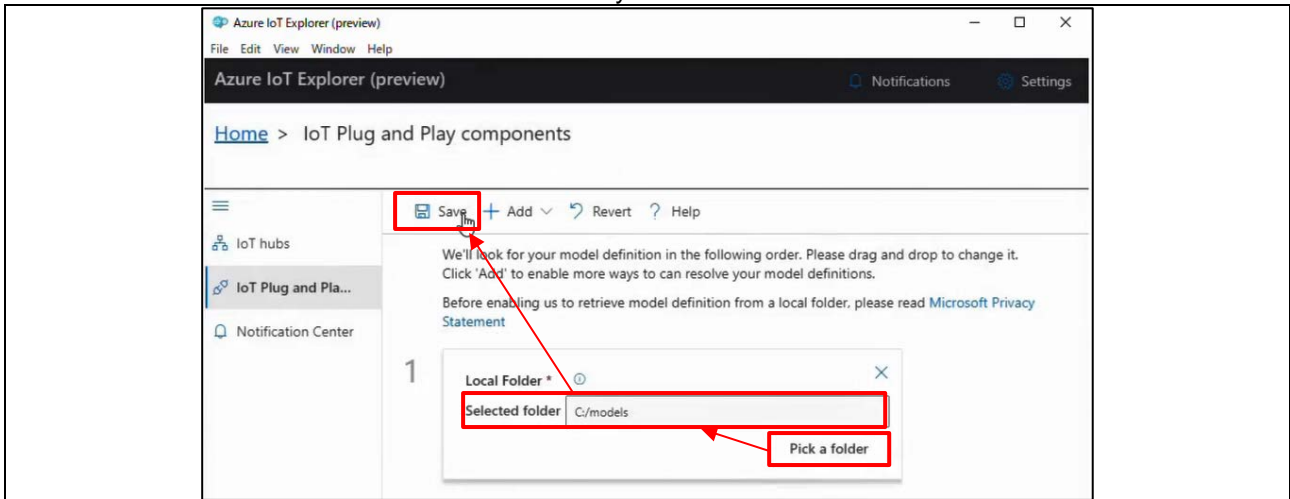 Azure IoT Explorer (preview)
File Edit View Window Help
Azure IoT Explorer (preview)
Notifications
Settings
Home > IoT Plug and Play components
Save
Add
Revert
? Help
IoT hubs
IoT Plug and Pla...
Notification Center
We'll look for your model definition in the following order. Please drag and drop to change it.
Click 'Add' to enable more ways to can resolve your model definitions.
Before enabling us to retrieve model definition from a local folder, please read Microsoft Privacy
Statement
1
Local Folder *
Selected folder C:/models
Pick a folder